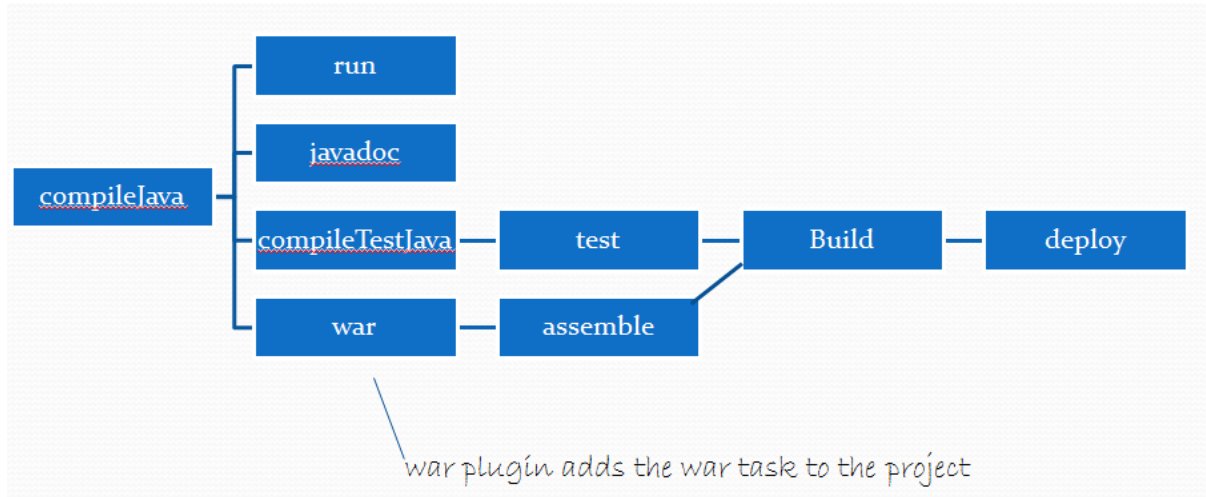 run
javadoc
compileJava
compileTestJava
test
Build
deploy
war
assemble
war plugin adds the war task to the project